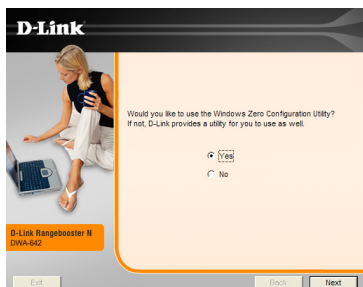 D-Link
Would you like to use the Windows Zero Configuration Utility?
If not, D-Link provides a utility for you to use as well.
Yes
No
D-Link Rangebooster N
DWA-642
Exit
Back
Next